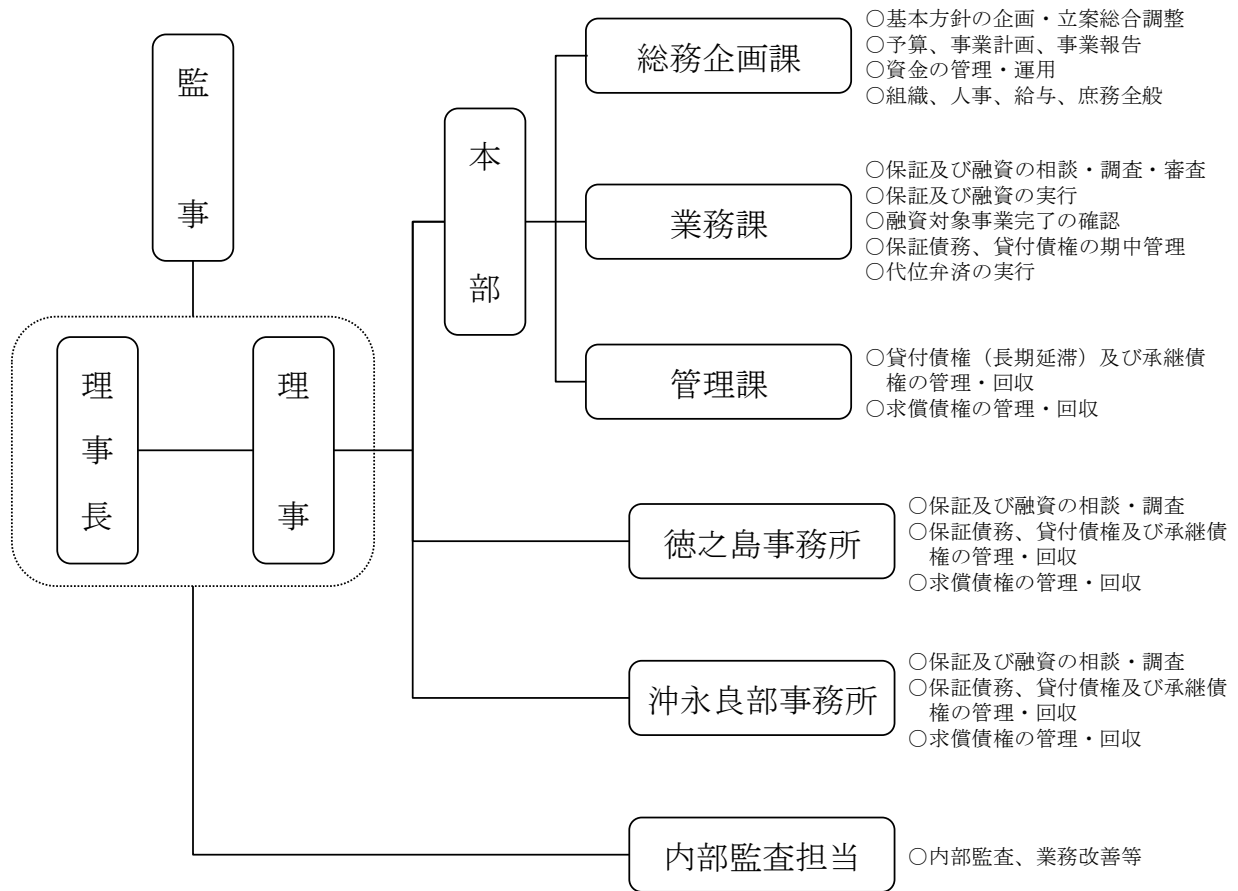 監事
理事長
理事
本部
総務企画課
○基本方針の企画・立案総合調整
○予算、事業計画、事業報告
○資金の管理・運用
○組織、人事、給与、庶務全般
業務課
○保証及び融資の相談・調査・審査
○保証及び融資の実行
○融資対象事業完了の確認
○保証債務、貸付債権の期中管理
○代位弁済の実行
管理課
○貸付債権（長期延滞）及び承継債
権の管理・回収
○求償債権の管理・回収
徳之島事務所
○保証及び融資の相談・調査
○保証債務、貸付債権及び承継債
権の管理・回収
○求償債権の管理・回収
沖永良部事務所
○保証及び融資の相談・調査
○保証債務、貸付債権及び承継債
権の管理・回収
○求償債権の管理・回収
内部監査担当
○内部監査、業務改善等